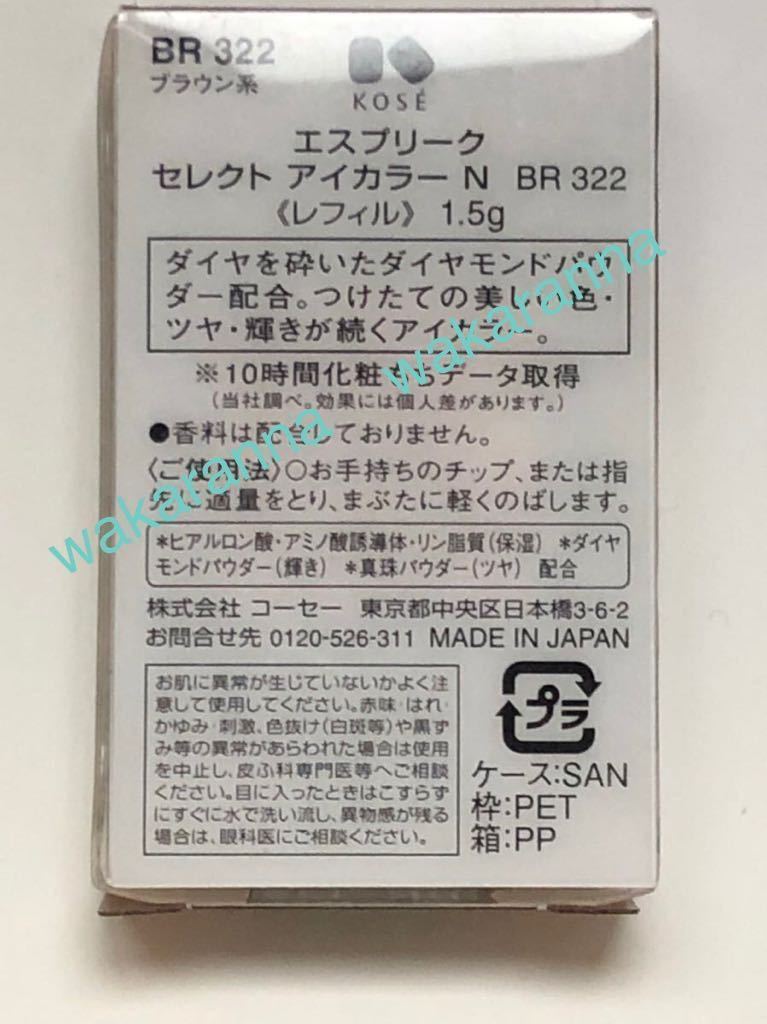 BR 322
ブラウン系
KOSÉ
エスプリーク
セレクト アイカラー N BR 322
《レフィル》 1.5g
ダイヤを砕いたダイヤモンドパウ
ダー配合。つけたての美しい色・
ツヤ・輝きが続くアイカラー。
※10時間化粧もちデータ取得
(当社調べ。効果には個人差があります。)
●香料は配合しておりません。
〈ご使用法〉○お手持ちのチップ、または指
先に適量をとり、まぶたに軽くのばします。
*ヒアルロン酸・アミノ酸誘導体・リン脂質(保湿) *ダイヤ
モンドパウダー(輝き) *真珠パウダー(ツヤ) 配合
株式会社 コーセー 東京都中央区日本橋3-6-2
お問合せ先 0120-526-311 MADE IN JAPAN
お肌に異常が生じていないかよく注
意して使用してください。赤味・はれ・
かゆみ・刺激、色抜け(白斑等)や黒ず
み等の異常があらわれた場合は使用
を中止し、皮ふ科専門医等へご相談
ください。目に入ったときはこすらず
にすぐに水で洗い流し、異物感が残る
場合は、眼科医にご相談ください。
プラ
ケース:SAN
枠:PET
箱:PP
wakaranna
wakaranna